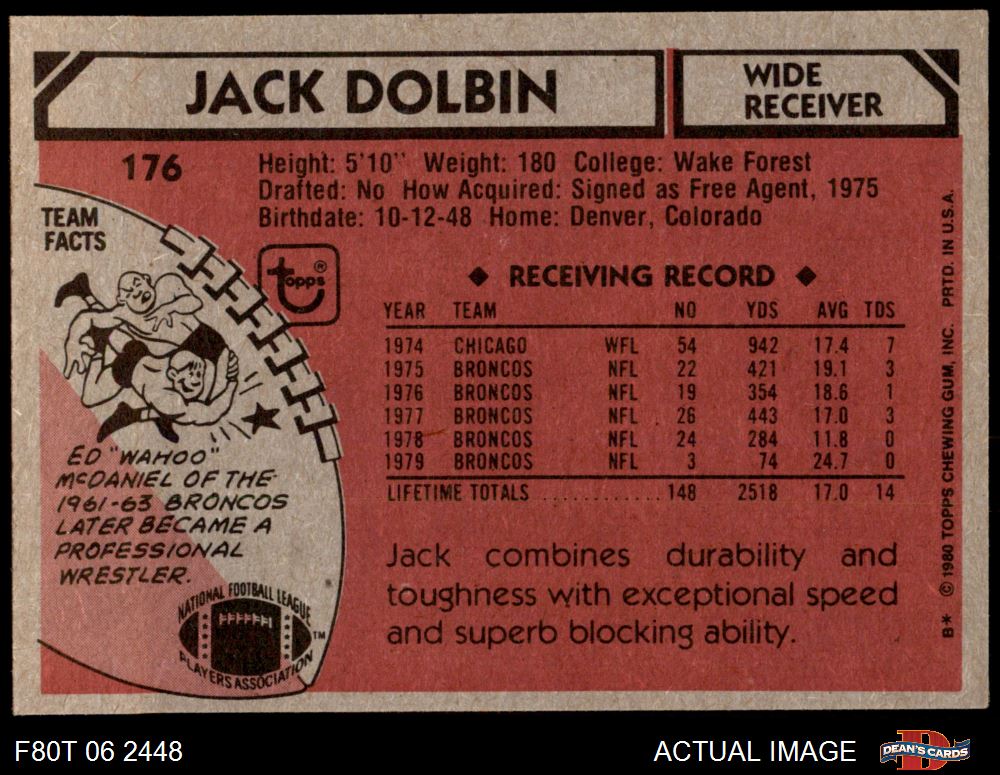 JACK DOLBIN
WIDE
RECEIVER
176
Height: 5'10" Weight: 180 College: Wake Forest
Drafted: No How Acquired: Signed as Free Agent, 1975
Birthdate: 10-12-48 Home: Denver, Colorado
TEAM
FACTS
topps®
ED "WAHOO"
McDANIEL OF THE
1961-63 BRONCOS
LATER BECAME A
PROFESSIONAL
WRESTLER.
NATIONAL FOOTBALL LEAGUE
PLAYERS ASSOCIATION
TM
◆ RECEIVING RECORD ◆
YEAR TEAM NO YDS AVG TDS
1974 CHICAGO WFL 54 942 17.4 7
1975 BRONCOS NFL 22 421 19.1 3
1976 BRONCOS NFL 19 354 18.6 1
1977 BRONCOS NFL 26 443 17.0 3
1978 BRONCOS NFL 24 284 11.8 0
1979 BRONCOS NFL 3 74 24.7 0
LIFETIME TOTALS ............ 148 2518 17.0 14
Jack combines durability and
toughness with exceptional speed
and superb blocking ability.
B* © 1980 TOPPS CHEWING GUM, INC. PRTD. IN U.S.A.
F80T 06 2448
ACTUAL IMAGE
D
DEAN'S CARDS